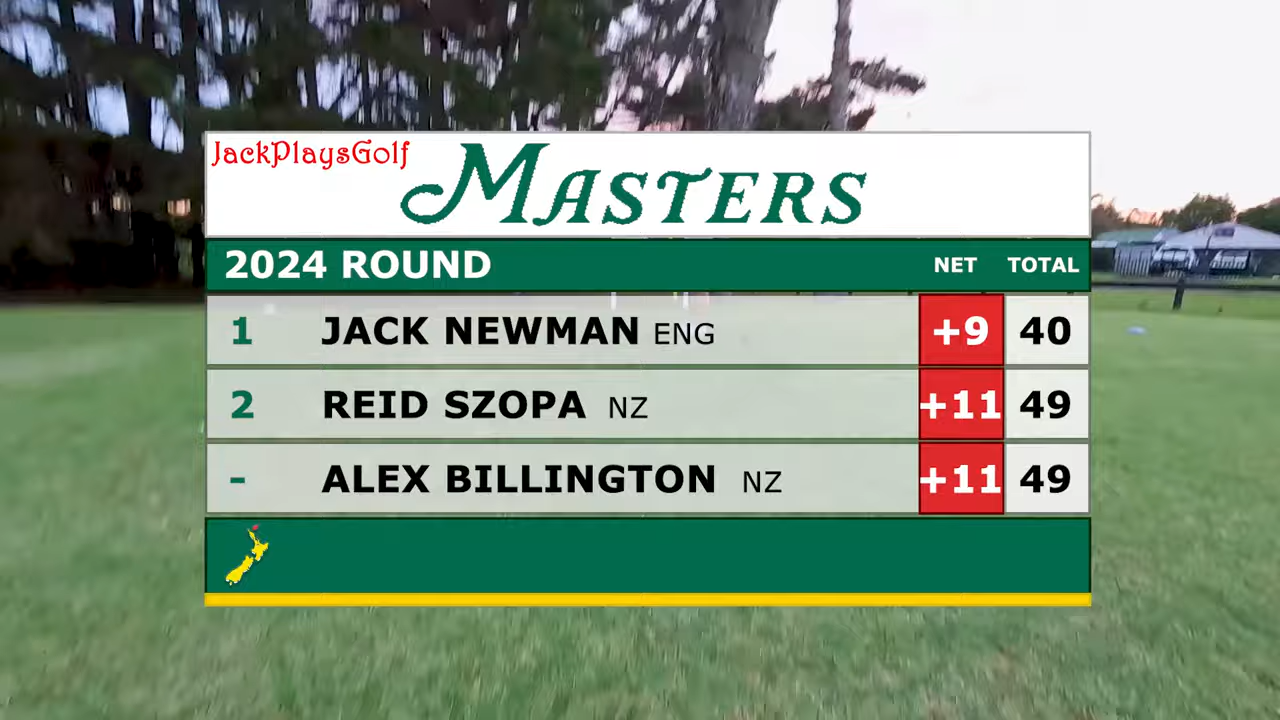 JackPlaysGolf
MASTERS
2024 ROUND NET TOTAL
1 JACK NEWMAN ENG +9 40
2 REID SZOPA NZ +11 49
- ALEX BILLINGTON NZ +11 49